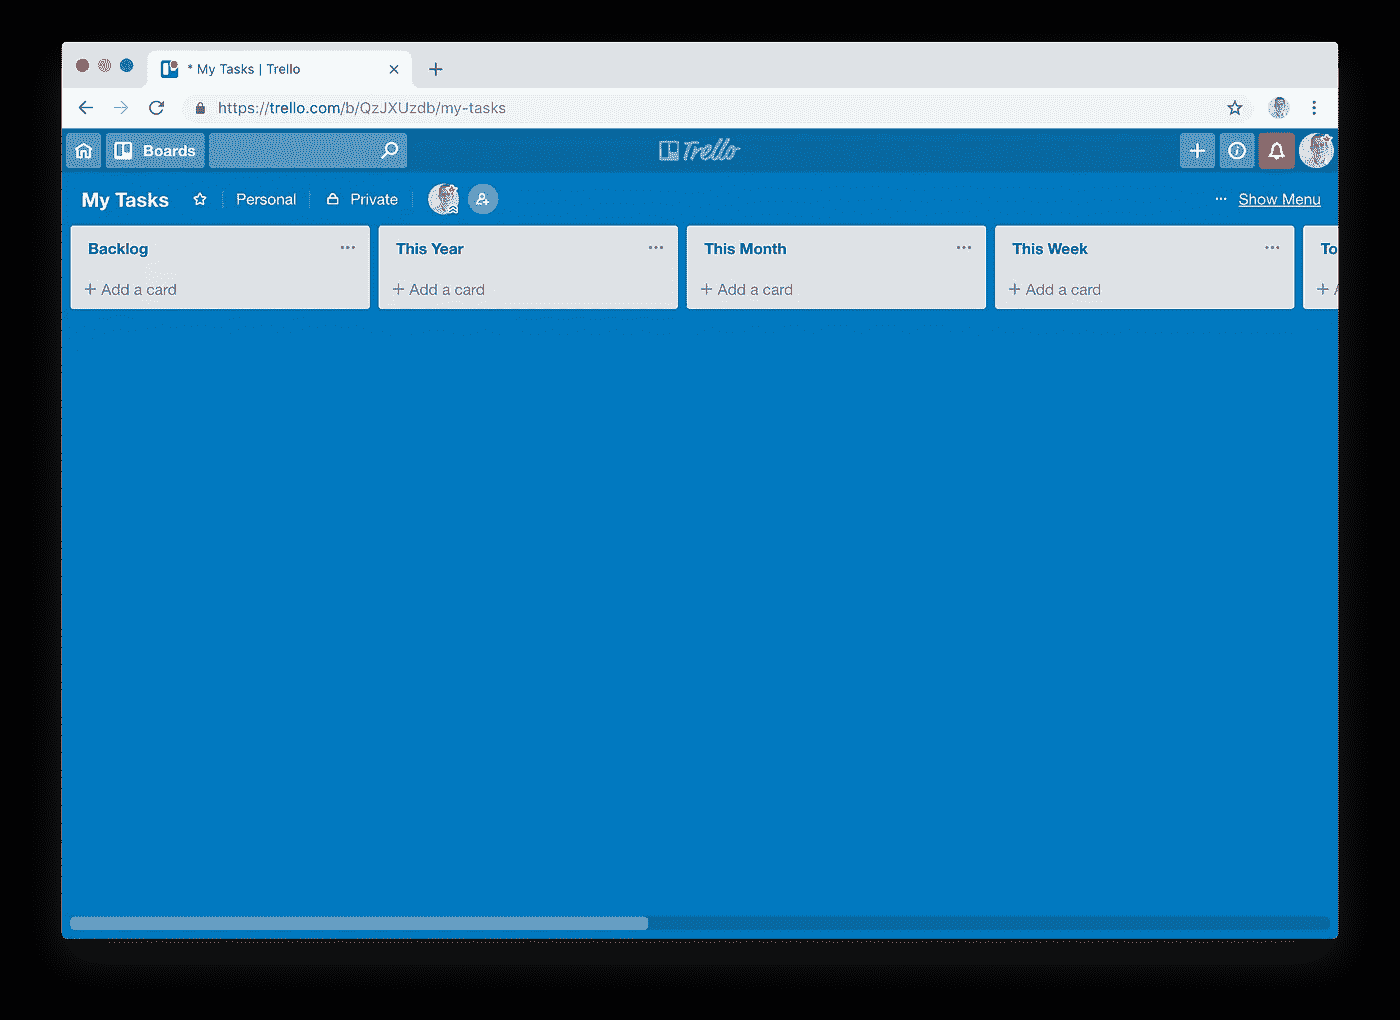 * My Tasks | Trello
https://trello.com/b/QzJXUzdb/my-tasks
Boards
Trello
My Tasks
Personal
Private
Show Menu
Backlog
This Year
This Month
This Week
To
+ Add a card
+ Add a card
+ Add a card
+ Add a card
+